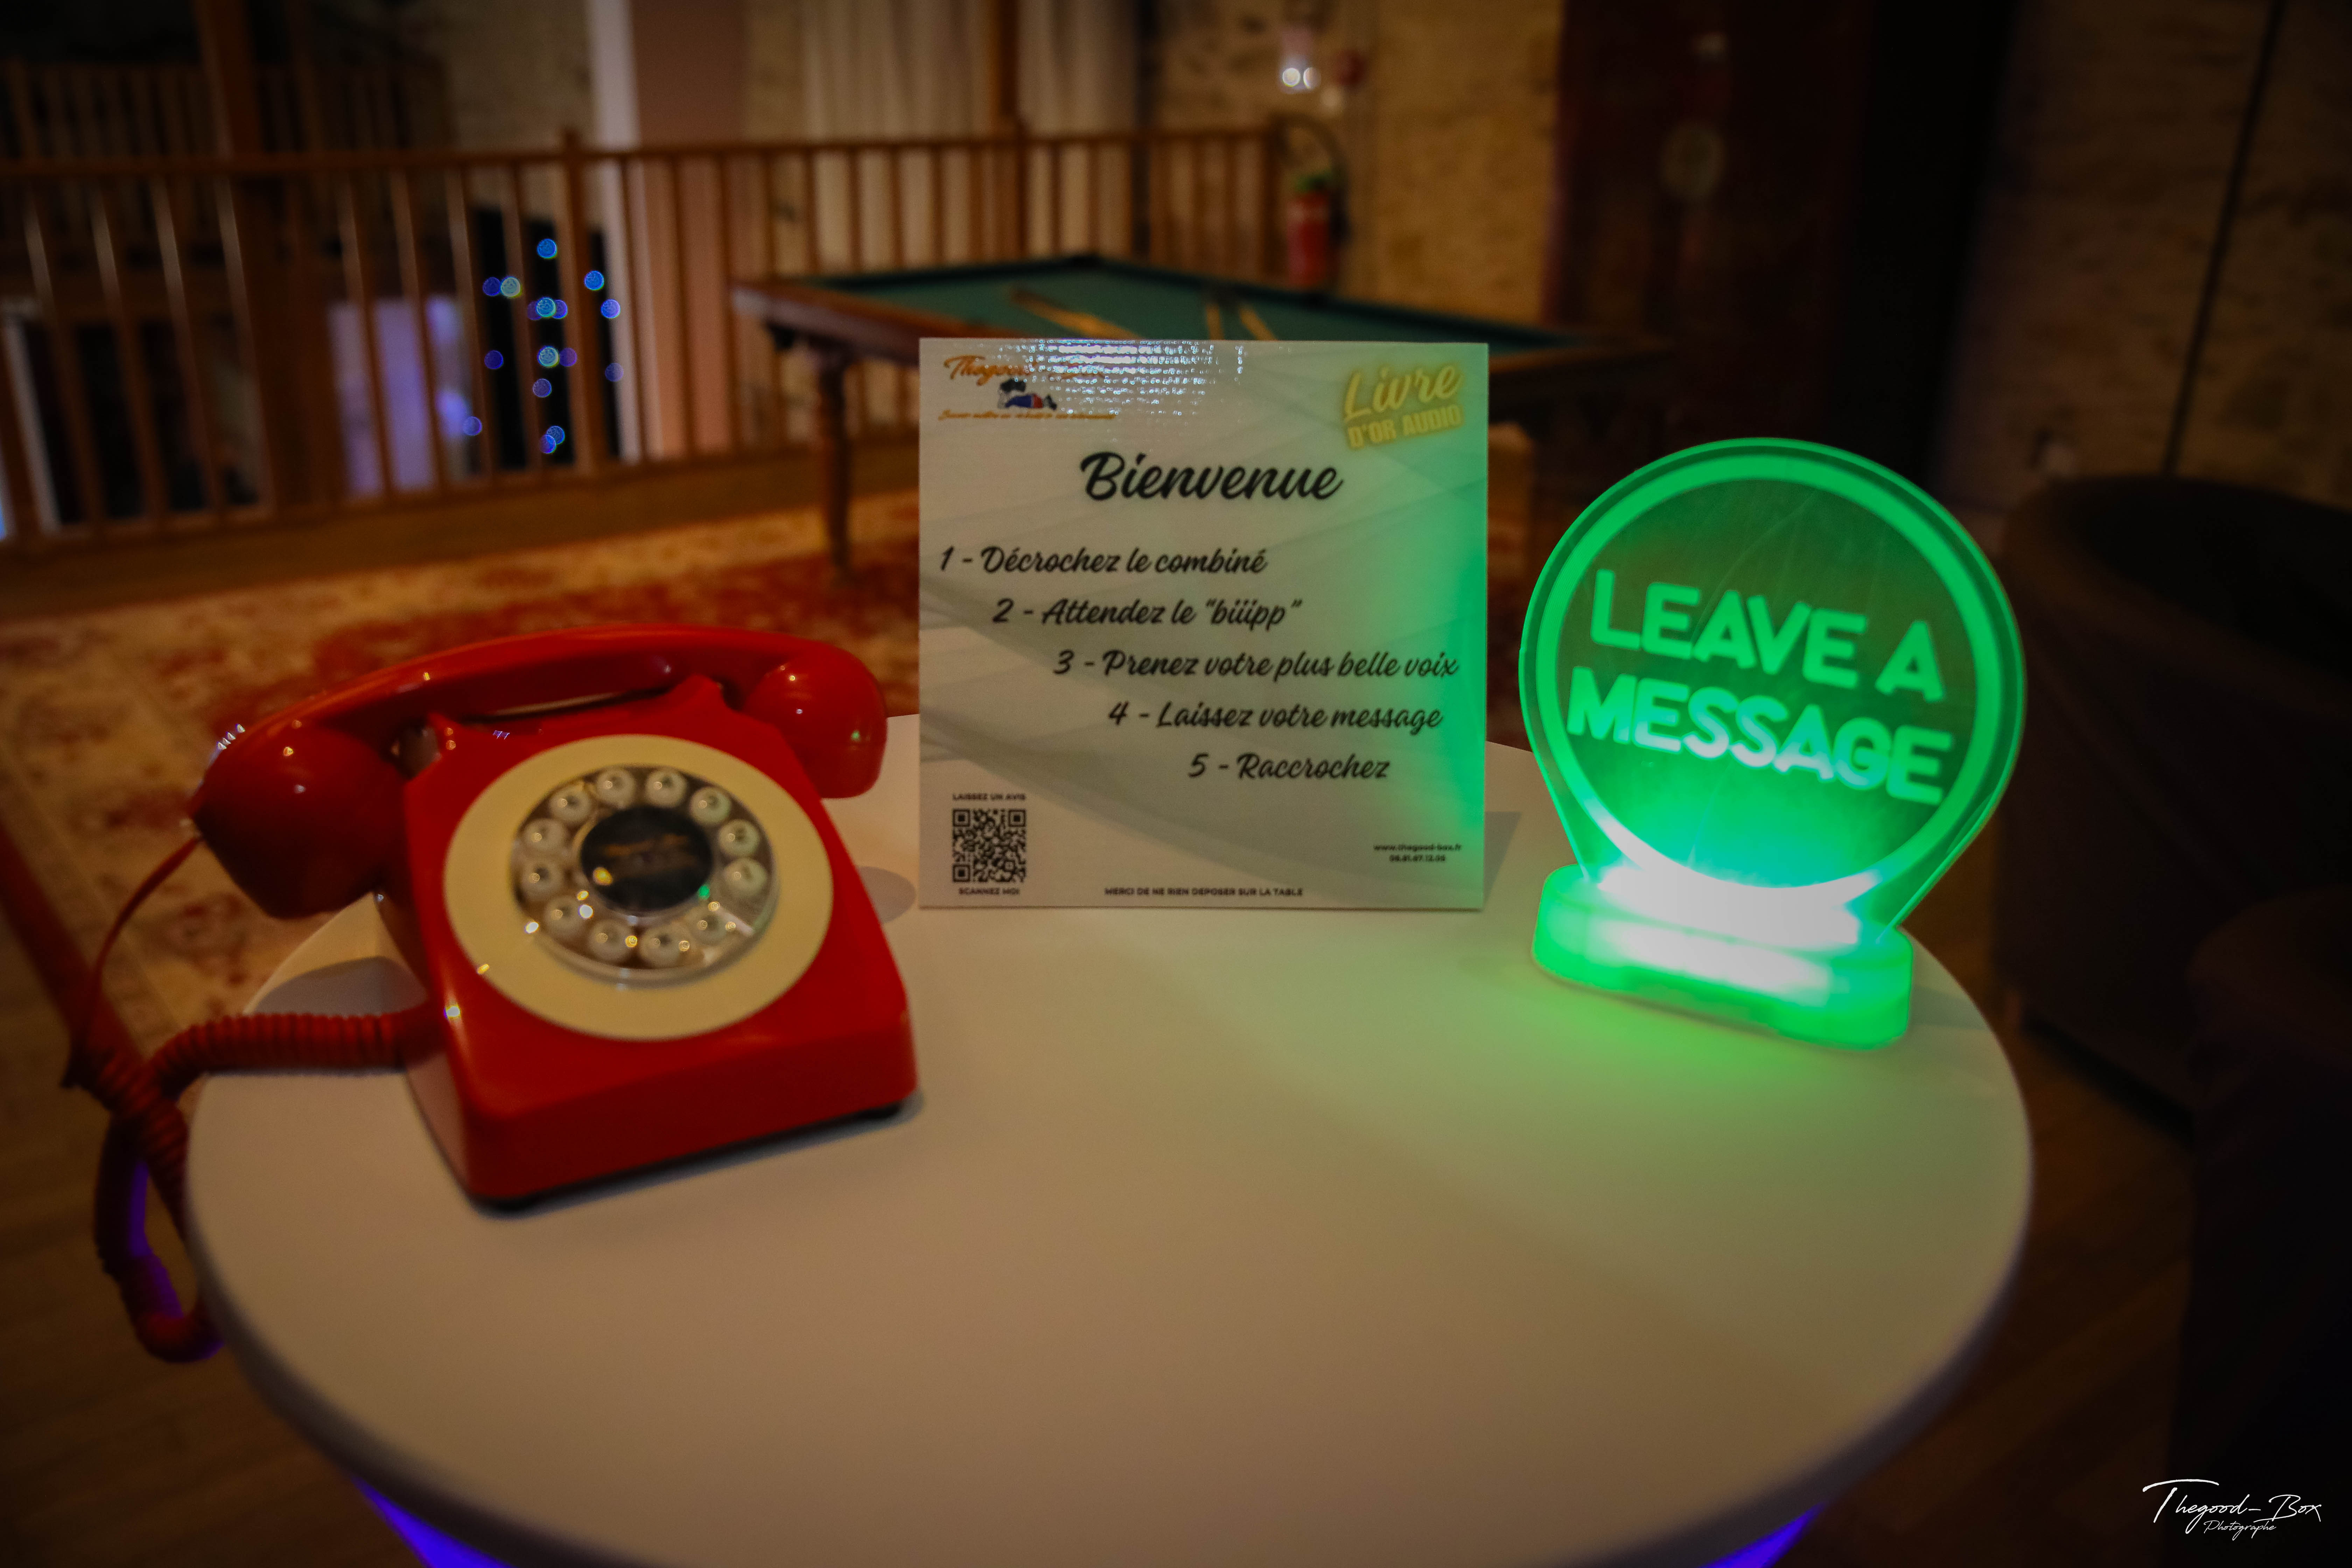 Livre
D'OR AUDIO
Bienvenue
1 - Décrochez le combiné
2 - Attendez le "biiipp"
3 - Prenez votre plus belle voix
4 - Laissez votre message
5 - Raccrochez
LAISSEZ UN AVIS
SCANNEZ MOI
www.thegood-box.fr
MERCI DE NE RIEN DEPOSER SUR LA TABLE
LEAVE A
MESSAGE
Thegood-Box
Photographe